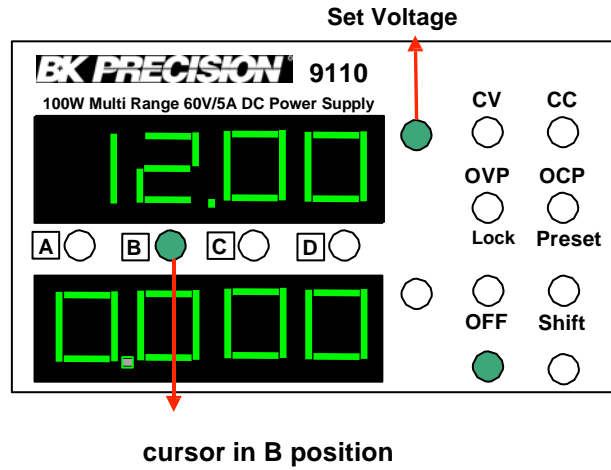 Set Voltage
BK PRECISION® 9110
100W Multi Range 60V/5A DC Power Supply
CV CC
12.00
OVP OCP
Lock Preset
A B C D
0.000
OFF Shift
cursor in B position